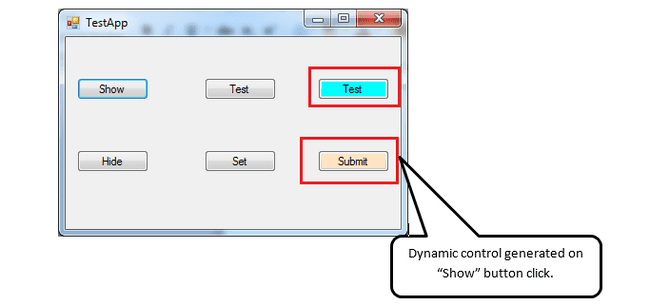 TestApp
Show Test Test
Hide Set Submit
Dynamic control generated on
“Show” button click.